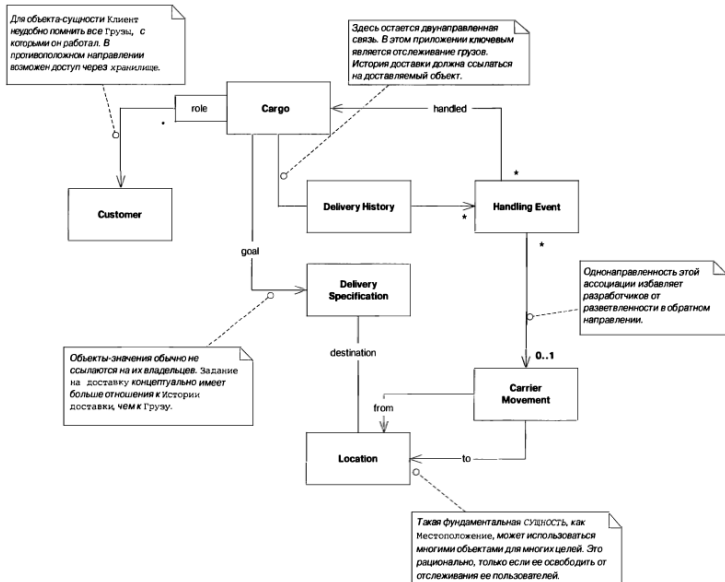 Для объекта-сущности Клиент
неудобно помнить все Грузы, с
которыми он работал. В
противоположном направлении
возможен доступ через хранилище.
Здесь остается двунаправленная
связь. В этом приложении ключевым
является отслеживание грузов.
История доставки должна ссылаться
на доставляемый объект.
role
Cargo
handled
*
Customer
Delivery History
*
*
Handling Event
*
goal
Delivery
Specification
Однонаправленность этой
ассоциации избавляет
разработчиков от
разветвленности в обратном
направлении.
Объекты-значения обычно не
ссылаются на их владельцев. Задание
на доставку концептуально имеет
больше отношения к Истории
доставки, чем к Грузу.
destination
0..1
Carrier
Movement
from
Location
to
Такая фундаментальная СУЩНОСТЬ, как
Местоположение, может использоваться
многими объектами для многих целей. Это
рационально, только если ее освободить от
отслеживания ее пользователей.